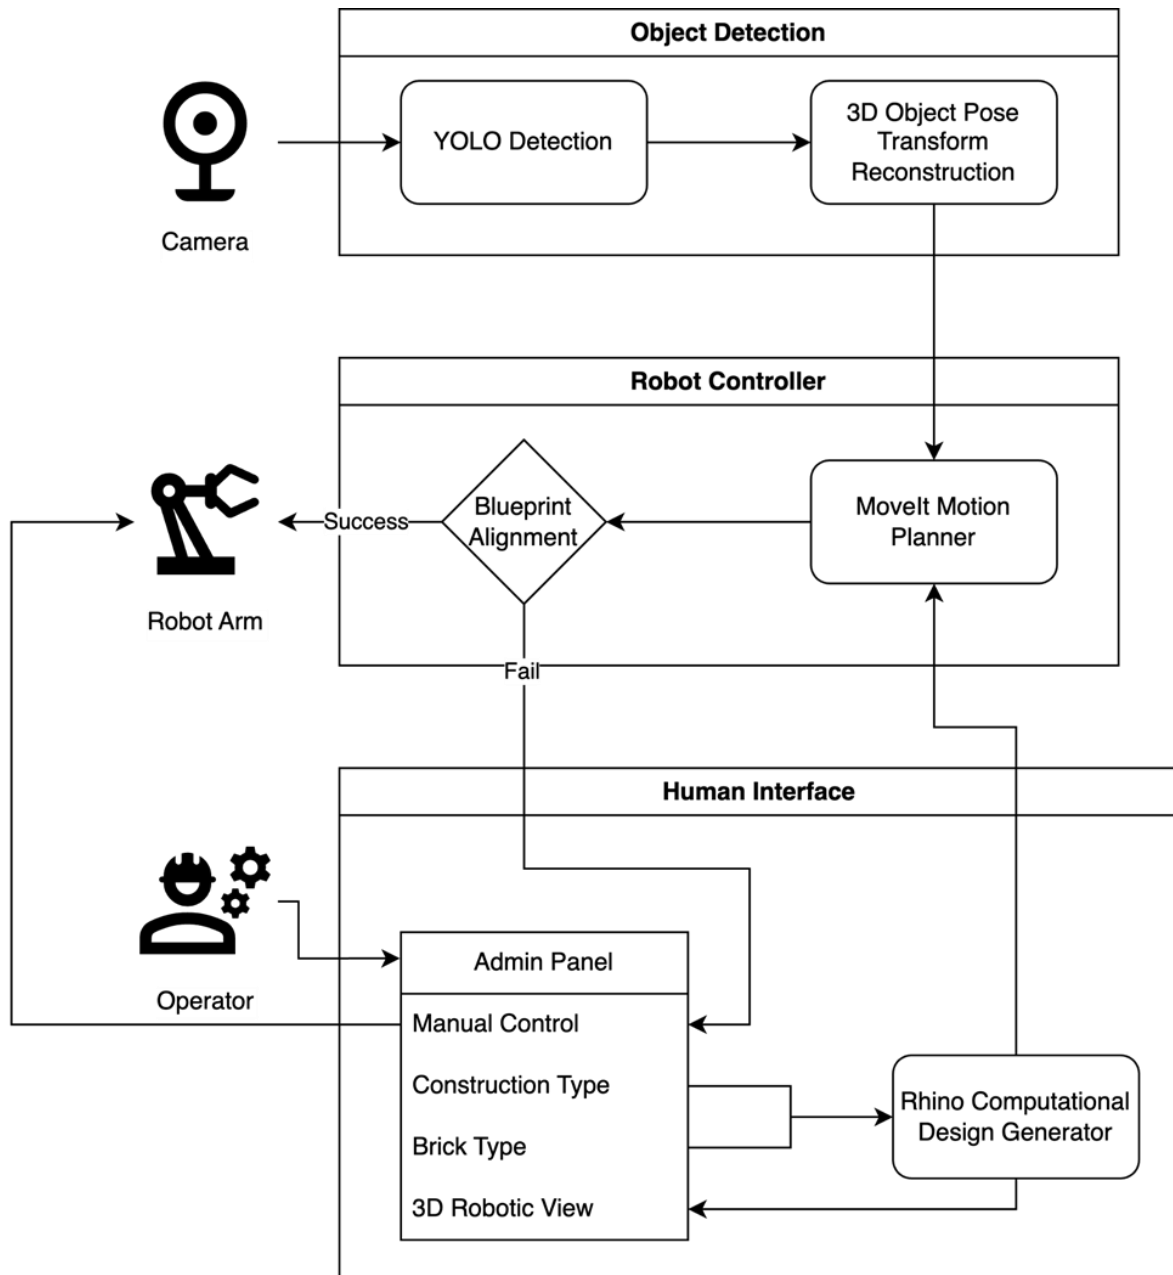 Object Detection
YOLO Detection
3D Object Pose
Transform
Reconstruction
Camera
Robot Controller
Blueprint
Alignment
MoveIt Motion
Planner
Success
Robot Arm
Fail
Human Interface
Operator
Admin Panel
Manual Control
Construction Type
Brick Type
3D Robotic View
Rhino Computational
Design Generator